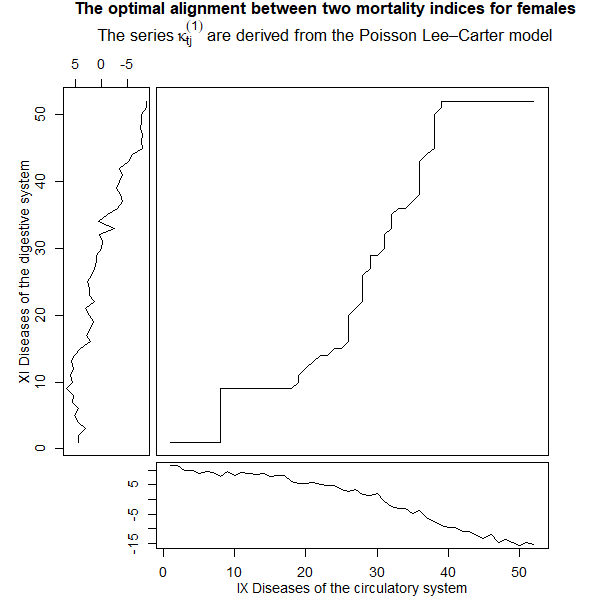 The optimal alignment between two mortality indices for females
The series κ_tj^(1) are derived from the Poisson Lee–Carter model
5 0 -5
XI Diseases of the digestive system
50
40
30
20
10
0
5
-5
-15
0 10 20 30 40 50
IX Diseases of the circulatory system